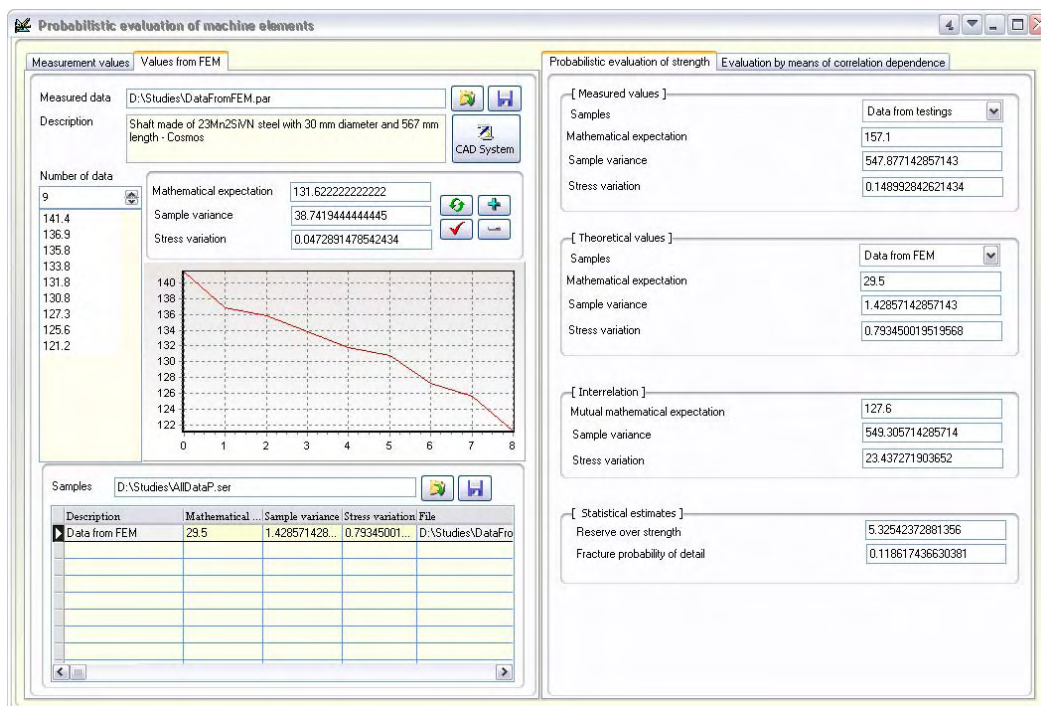 Probabilistic evaluation of machine elements
Measurement values
Values from FEM
Measured data
D:\Studies\DataFromFEM.par
Description
Shaft made of 23Mn2SiVN steel with 30 mm diameter and 567 mm
length - Cosmos
CAD System
Number of data
9
141.4
136.9
135.8
133.8
131.8
130.8
127.3
125.6
121.2
Mathematical expectation
131.622222222222
Sample variance
38.7419444444445
Stress variation
0.0472891478542434
140
138
136
134
132
130
128
126
124
122
0 1 2 3 4 5 6 7 8
Samples
D:\Studies\AllDataP.ser
Description Mathematical ... Sample variance Stress variation File
Data from FEM 29.5 1.428571428... 0.79345001... D:\Studies\DataFro
Probabilistic evaluation of strength
Evaluation by means of correlation dependence
[ Measured values ]
Samples
Data from testings
Mathematical expectation
157.1
Sample variance
547.877142857143
Stress variation
0.148992842621434
[ Theoretical values ]
Samples
Data from FEM
Mathematical expectation
29.5
Sample variance
1.42857142857143
Stress variation
0.793450019519568
[ Interrelation ]
Mutual mathematical expectation
127.6
Sample variance
549.305714285714
Stress variation
23.437271903652
[ Statistical estimates ]
Reserve over strength
5.32542372881356
Fracture probability of detail
0.118617436630381